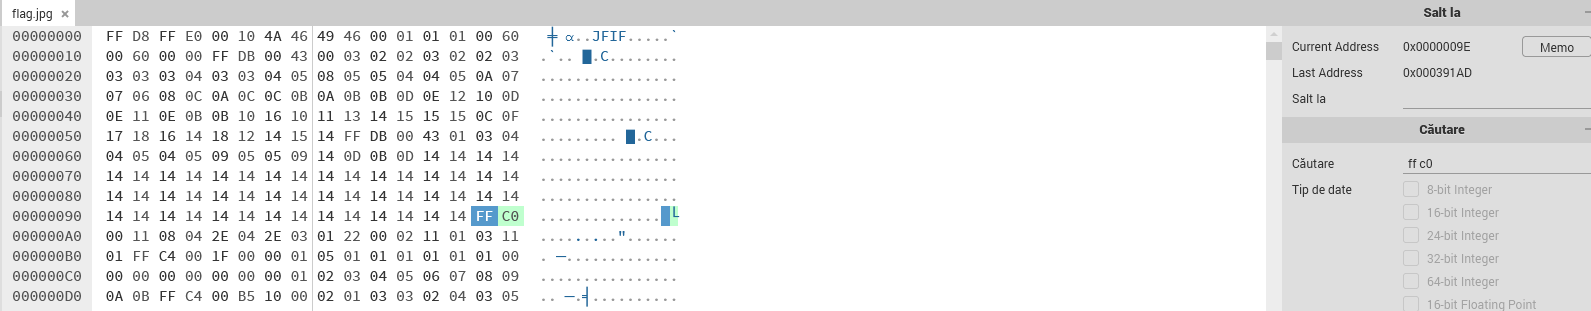 flag.jpg ×
Salt la
00000000 FF D8 FF E0 00 10 4A 46 49 46 00 01 01 01 00 60 ╪ α..JFIF.....`
00000010 00 60 00 00 FF DB 00 43 00 03 02 02 03 02 02 03 .`.. █.C........
00000020 03 03 03 04 03 03 04 05 08 05 05 04 04 05 0A 07 ................
00000030 07 06 08 0C 0A 0C 0C 0B 0A 0B 0B 0D 0E 12 10 0D ................
00000040 0E 11 0E 0B 0B 10 16 10 11 13 14 15 15 15 0C 0F ................
00000050 17 18 16 14 18 12 14 15 14 FF DB 00 43 01 03 04 ......... █.C...
00000060 04 05 04 05 09 05 05 09 14 0D 0B 0D 14 14 14 14 ................
00000070 14 14 14 14 14 14 14 14 14 14 14 14 14 14 14 14 ................
00000080 14 14 14 14 14 14 14 14 14 14 14 14 14 14 14 14 ................
00000090 14 14 14 14 14 14 14 14 14 14 14 14 14 14 FF C0 .............. └
000000A0 00 11 08 04 2E 04 2E 03 01 22 00 02 11 01 03 11 ........."......
000000B0 01 FF C4 00 1F 00 00 01 05 01 01 01 01 01 01 00 . ─.............
000000C0 00 00 00 00 00 00 00 01 02 03 04 05 06 07 08 09 ................
000000D0 0A 0B FF C4 00 B5 10 00 02 01 03 03 02 04 03 05 .. ─.╡..........
Current Address 0x0000009E Memo
Last Address 0x000391AD
Salt la
Căutare
Căutare ff c0
Tip de date 8-bit Integer
16-bit Integer
24-bit Integer
32-bit Integer
64-bit Integer
16-bit Floating Point